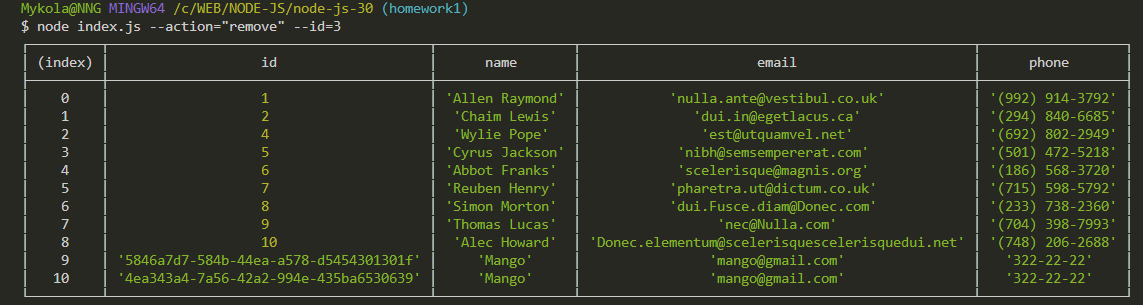 Mykola@NNG MINGW64 /c/WEB/NODE-JS/node-js-30 (homework1)
$ node index.js --action="remove" --id=3
(index) id name email phone
0 1 'Allen Raymond' 'nulla.ante@vestibul.co.uk' '(992) 914-3792'
1 2 'Chaim Lewis' 'dui.in@egetlacus.ca' '(294) 840-6685'
2 4 'Wylie Pope' 'est@utquamvel.net' '(692) 802-2949'
3 5 'Cyrus Jackson' 'nibh@semsempererat.com' '(501) 472-5218'
4 6 'Abbot Franks' 'scelerisque@magnis.org' '(186) 568-3720'
5 7 'Reuben Henry' 'pharetra.ut@dictum.co.uk' '(715) 598-5792'
6 8 'Simon Morton' 'dui.Fusce.diam@Donec.com' '(233) 738-2360'
7 9 'Thomas Lucas' 'nec@Nulla.com' '(704) 398-7993'
8 10 'Alec Howard' 'Donec.elementum@scelerisquescelerisquedui.net' '(748) 206-2688'
9 '5846a7d7-584b-44ea-a578-d5454301301f' 'Mango' 'mango@gmail.com' '322-22-22'
10 '4ea343a4-7a56-42a2-994e-435ba6530639' 'Mango' 'mango@gmail.com' '322-22-22'